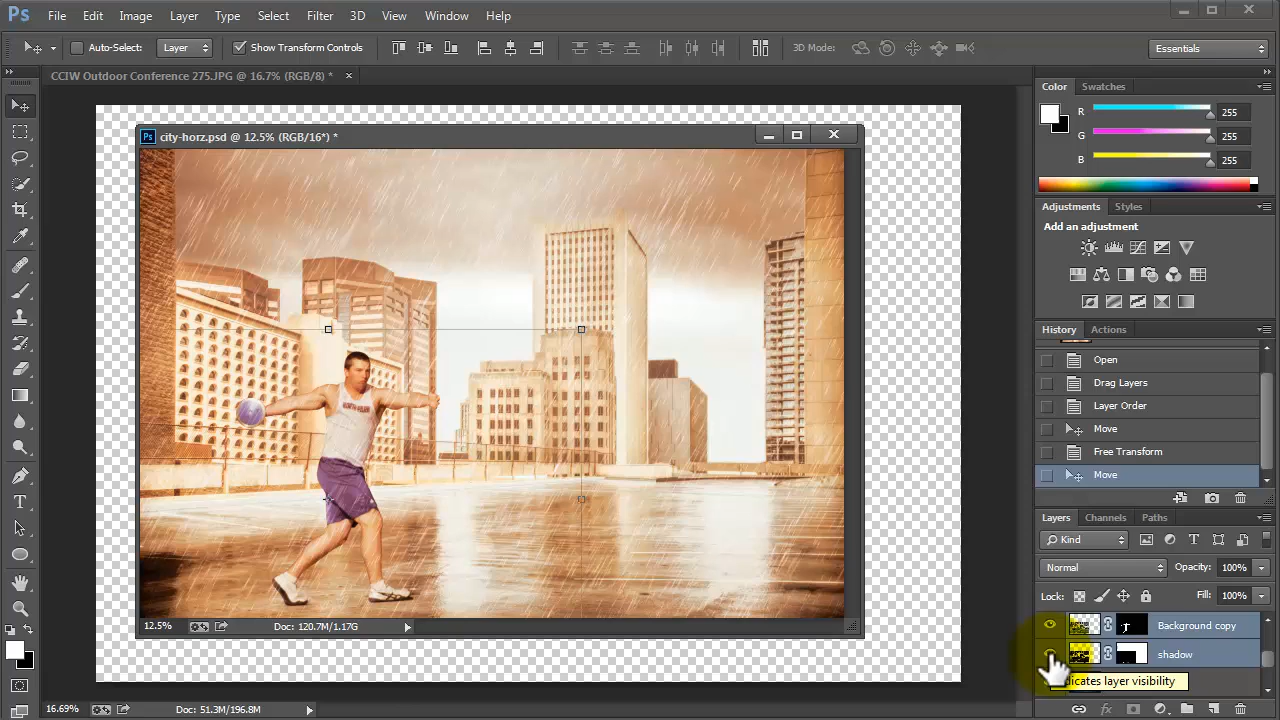 Ps File Edit Image Layer Type Select Filter 3D View Window Help
Auto-Select: Layer Show Transform Controls 3D Mode: Essentials
CCIW Outdoor Conference 275.JPG @ 16.7% (RGB/8) * ×
Color Swatches
R 255
G 255
B 255
Ps city-horz.psd @ 12.5% (RGB/16*) *
Adjustments Styles
Add an adjustment
History Actions
Open
Drag Layers
Layer Order
Move
Free Transform
Move
Layers Channels Paths
Kind
Normal Opacity: 100%
Lock: Fill: 100%
Background copy
shadow
dicates layer visibility
12.5% Doc: 120.7M/1.17G
16.69% Doc: 51.3M/196.8M